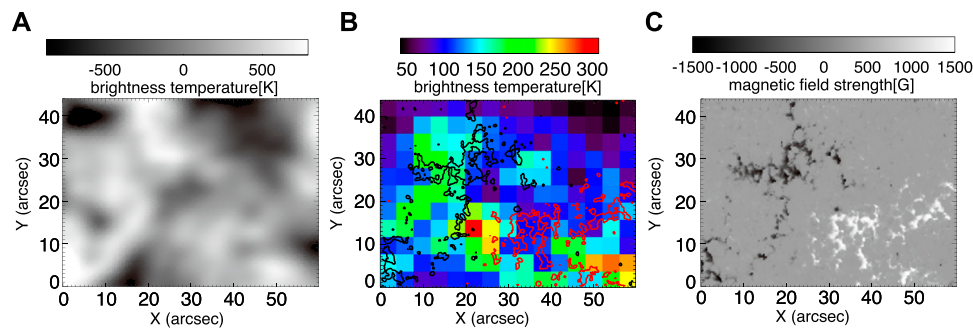 A
-500 0 500
brightness temperature[K]
Y (arcsec)
40
30
20
10
0
0 10 20 30 40 50
X (arcsec)
B
50 100 150 200 250 300
brightness temperature[K]
Y (arcsec)
40
30
20
10
0
0 10 20 30 40 50
X (arcsec)
C
-1500 -1000 -500 0 500 1000 1500
magnetic field strength[G]
Y (arcsec)
40
30
20
10
0
0 10 20 30 40 50
X (arcsec)